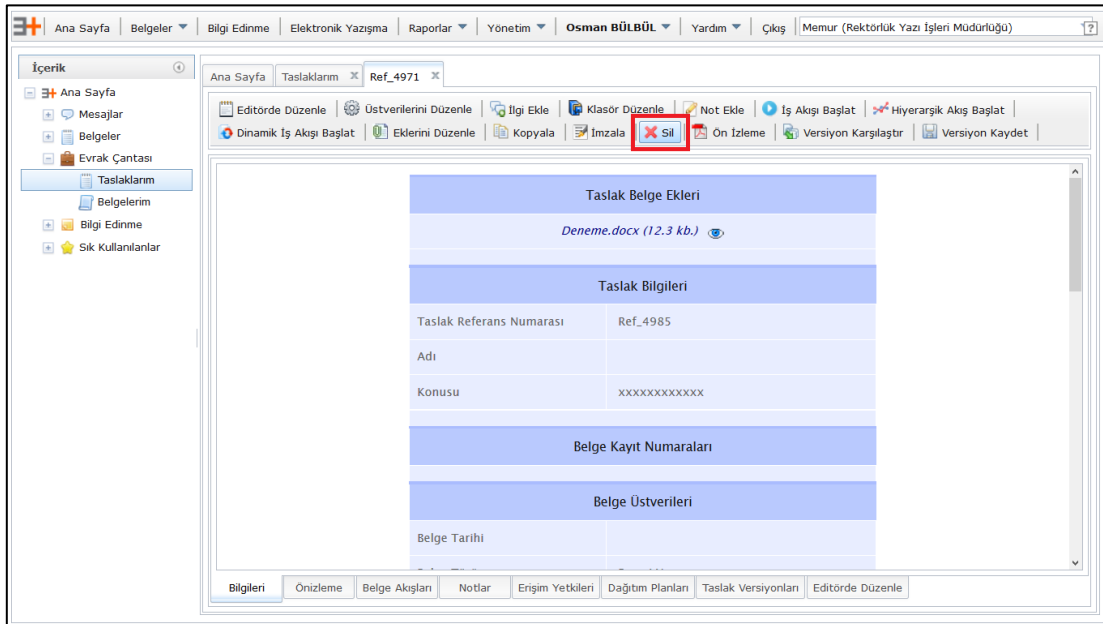 Ana Sayfa Belgeler Bilgi Edinme Elektronik Yazışma Raporlar Yönetim Osman BÜLBÜL Yardım Çıkış Memur (Rektörlük Yazı İşleri Müdürlüğü)
İçerik
Ana Sayfa
Mesajlar
Belgeler
Evrak Çantası
Taslaklarım
Belgelerim
Bilgi Edinme
Sık Kullanılanlar
Ana Sayfa Taslaklarım Ref_4971
Editörde Düzenle Üstverilerini Düzenle İlgi Ekle Klasör Düzenle Not Ekle İş Akışı Başlat Hiyerarşik Akış Başlat
Dinamik İş Akışı Başlat Eklerini Düzenle Kopyala İmzala Sil Ön İzleme Versiyon Karşılaştır Versiyon Kaydet
Taslak Belge Ekleri
Deneme.docx (12.3 kb.)
Taslak Bilgileri
Taslak Referans Numarası Ref_4985
Adı
Konusu xxxxxxxxxxxx
Belge Kayıt Numaraları
Belge Üstverileri
Belge Tarihi
Bilgileri Önizleme Belge Akışları Notlar Erişim Yetkileri Dağıtım Planları Taslak Versiyonları Editörde Düzenle